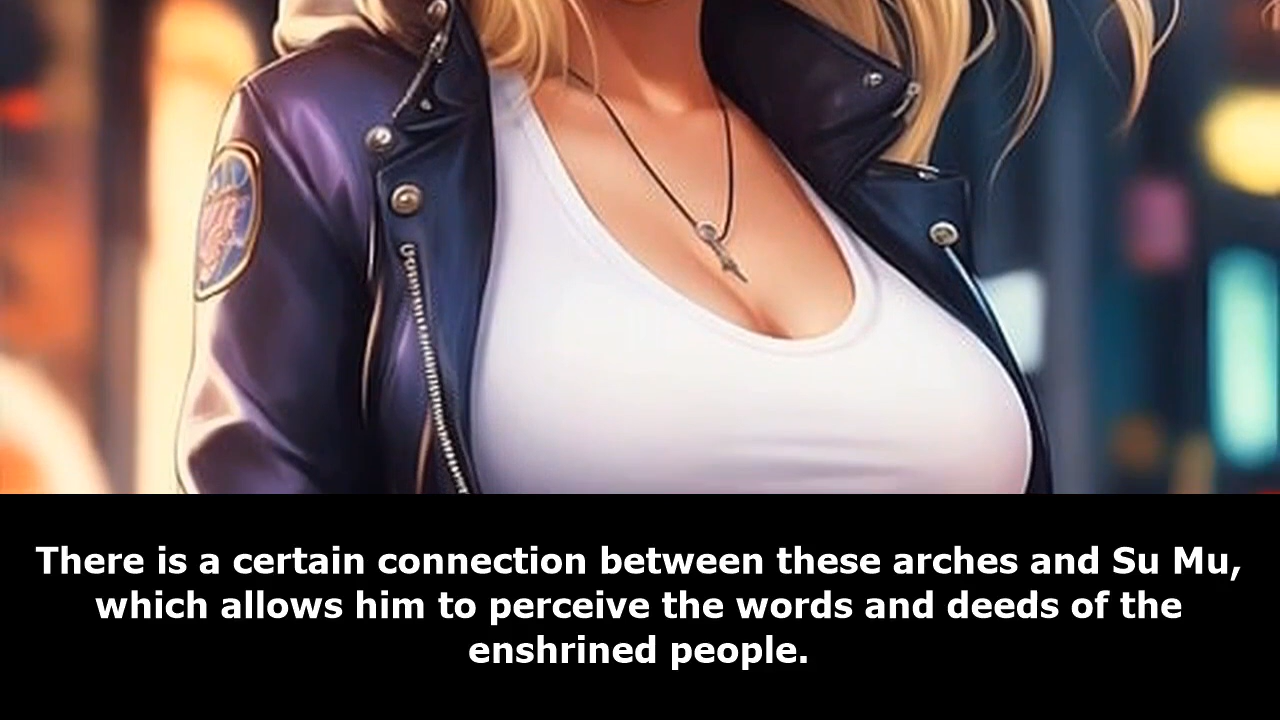 There is a certain connection between these arches and Su Mu,
which allows him to perceive the words and deeds of the
enshrined people.